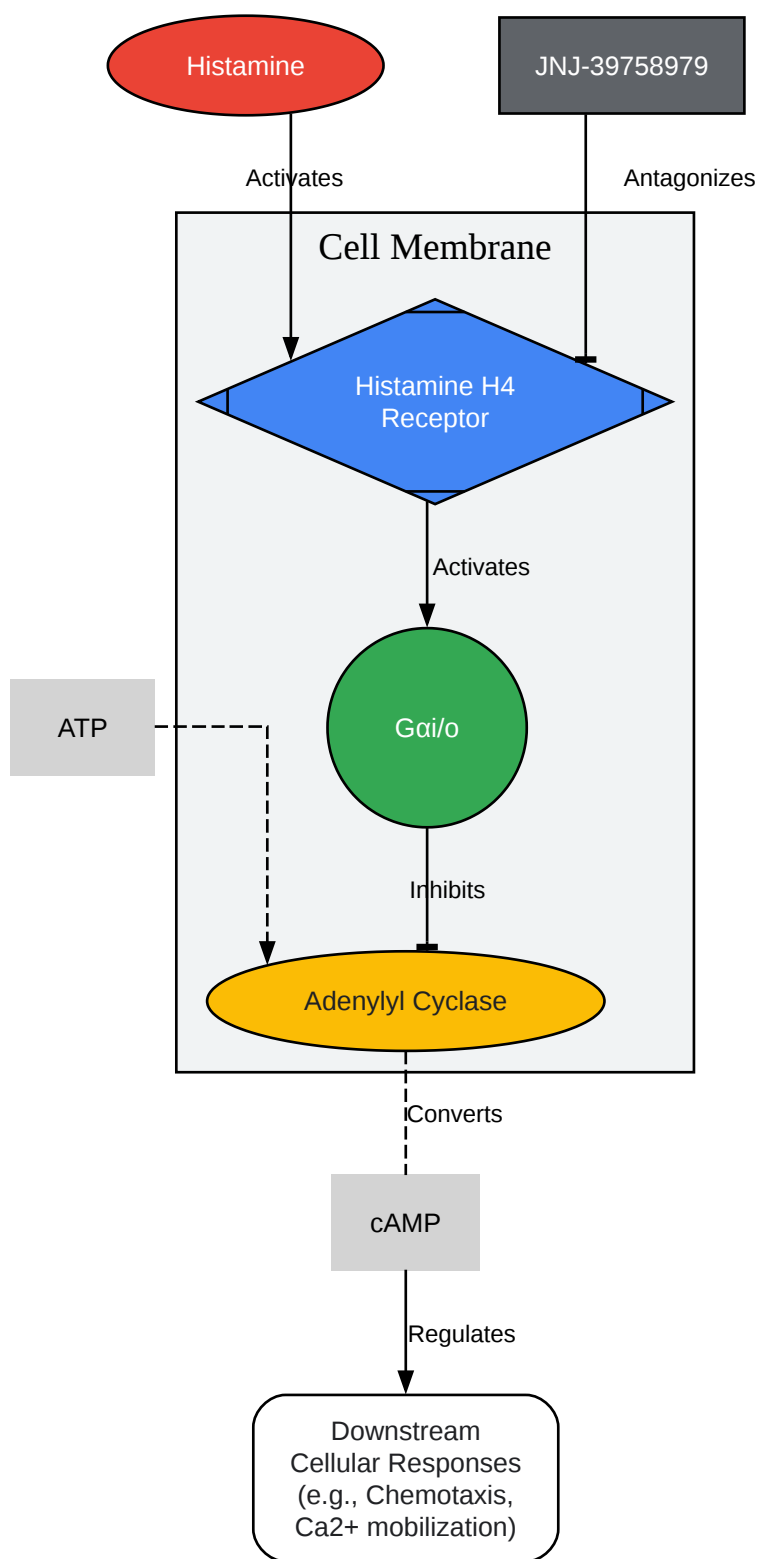 Histamine
JNJ-39758979
Activates
Antagonizes
Cell Membrane
Histamine H4
Receptor
Activates
ATP
Gαi/o
Inhibits
Adenylyl Cyclase
Converts
cAMP
Regulates
Downstream
Cellular Responses
(e.g., Chemotaxis,
Ca2+ mobilization)